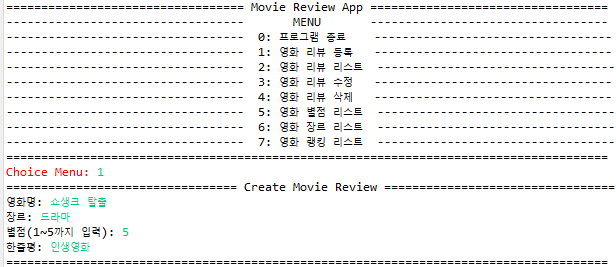 ================================== Movie Review App ==================================
---------------------------------- MENU ----------------------------------
---------------------------------- 0: 프로그램 종료 ----------------------------------
---------------------------------- 1: 영화 리뷰 등록 ----------------------------------
---------------------------------- 2: 영화 리뷰 리스트 ----------------------------------
---------------------------------- 3: 영화 리뷰 수정 ----------------------------------
---------------------------------- 4: 영화 리뷰 삭제 ----------------------------------
---------------------------------- 5: 영화 별점 리스트 ----------------------------------
---------------------------------- 6: 영화 장르 리스트 ----------------------------------
---------------------------------- 7: 영화 랭킹 리스트 ----------------------------------
======================================================================================
Choice Menu: 1
================================= Create Movie Review =================================
영화명: 쇼생크 탈출
장르: 드라마
별점(1~5까지 입력): 5
한줄평: 인생영화
======================================================================================